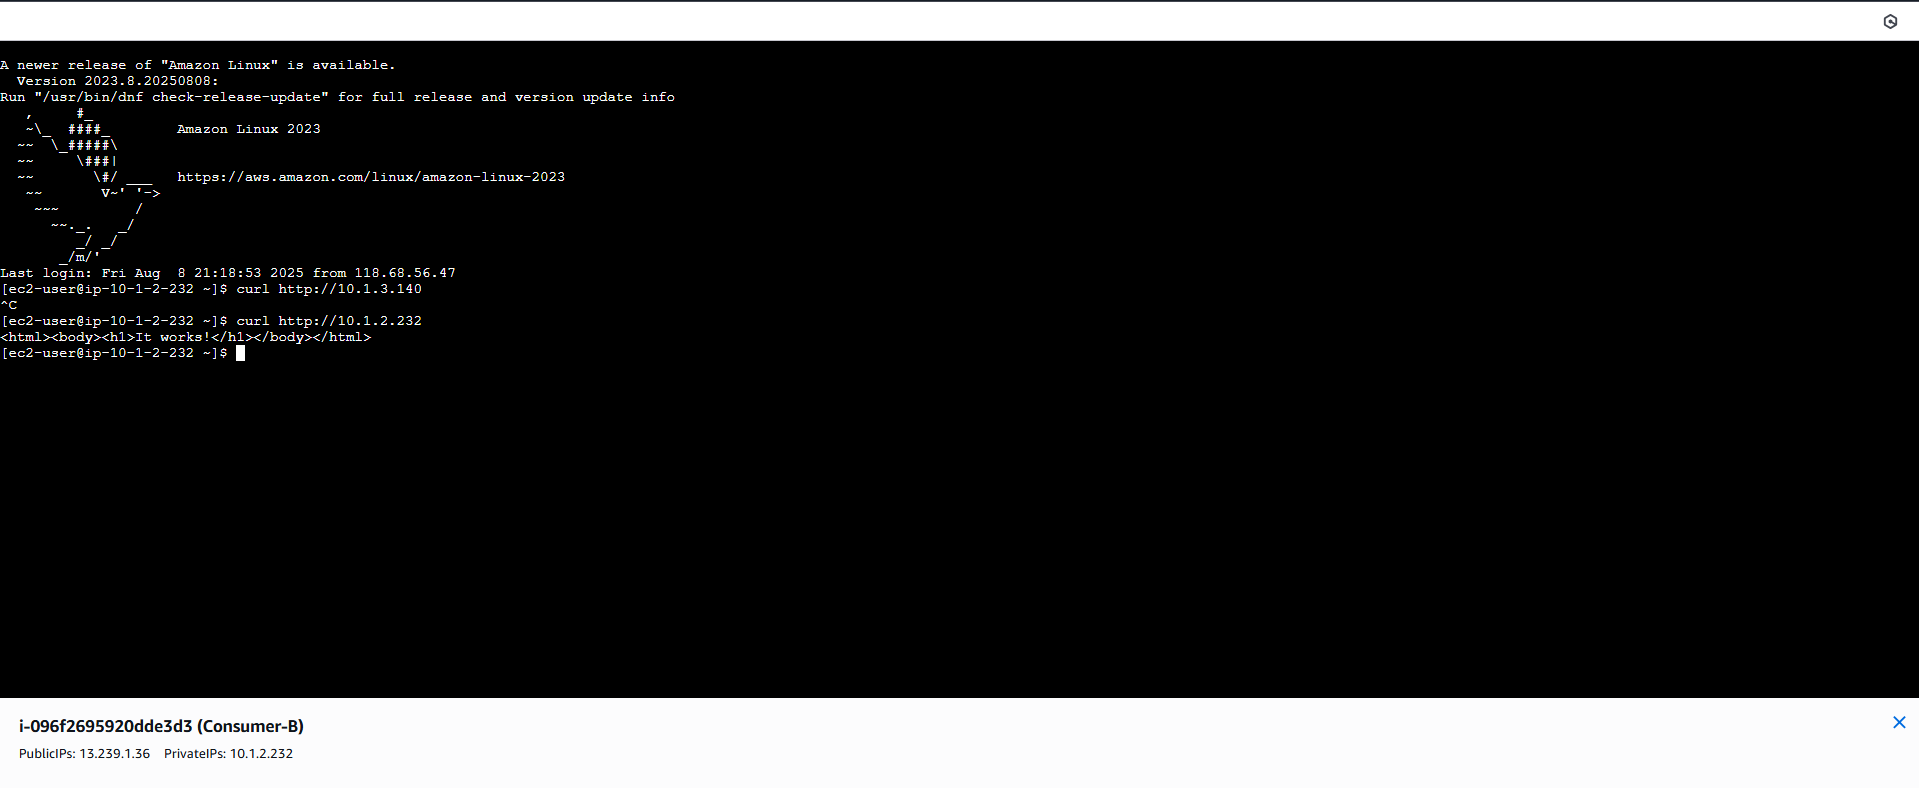 A newer release of "Amazon Linux" is available.
  Version 2023.8.20250808:
Run "/usr/bin/dnf check-release-update" for full release and version update info
   ,     #_
   ~\_  ####_        Amazon Linux 2023
  ~~  \_#####\
  ~~     \###|
  ~~       \#/ ___   https://aws.amazon.com/linux/amazon-linux-2023
   ~~       V~' '->
    ~~~         /
      ~~._.   _/
         _/ _/
       _/m/'
Last login: Fri Aug  8 21:18:53 2025 from 118.68.56.47
[ec2-user@ip-10-1-2-232 ~]$ curl http://10.1.3.140
^C
[ec2-user@ip-10-1-2-232 ~]$ curl http://10.1.2.232
<html><body><h1>It works!</h1></body></html>
[ec2-user@ip-10-1-2-232 ~]$
i-096f2695920dde3d3 (Consumer-B)
PublicIPs: 13.239.1.36    PrivateIPs: 10.1.2.232